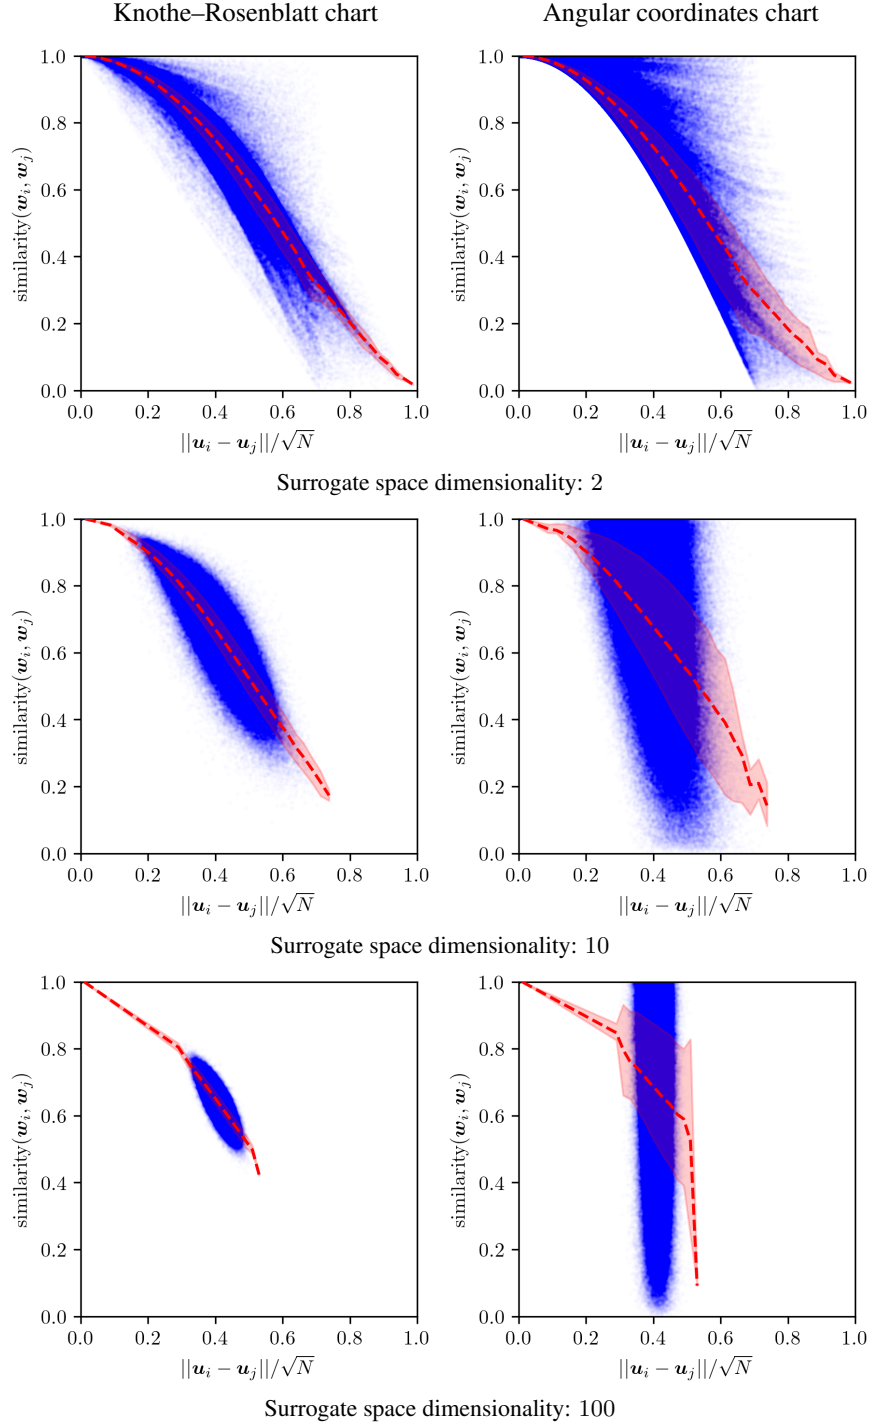 Knothe–Rosenblatt chart
Angular coordinates chart
1.0
0.8
0.6
0.4
0.2
0.0
similarity(w_i, w_j)
0.0 0.2 0.4 0.6 0.8 1.0
||u_i − u_j||/√N
1.0
0.8
0.6
0.4
0.2
0.0
similarity(w_i, w_j)
0.0 0.2 0.4 0.6 0.8 1.0
||u_i − u_j||/√N
Surrogate space dimensionality: 2
1.0
0.8
0.6
0.4
0.2
0.0
similarity(w_i, w_j)
0.0 0.2 0.4 0.6 0.8 1.0
||u_i − u_j||/√N
1.0
0.8
0.6
0.4
0.2
0.0
similarity(w_i, w_j)
0.0 0.2 0.4 0.6 0.8 1.0
||u_i − u_j||/√N
Surrogate space dimensionality: 10
1.0
0.8
0.6
0.4
0.2
0.0
similarity(w_i, w_j)
0.0 0.2 0.4 0.6 0.8 1.0
||u_i − u_j||/√N
1.0
0.8
0.6
0.4
0.2
0.0
similarity(w_i, w_j)
0.0 0.2 0.4 0.6 0.8 1.0
||u_i − u_j||/√N
Surrogate space dimensionality: 100